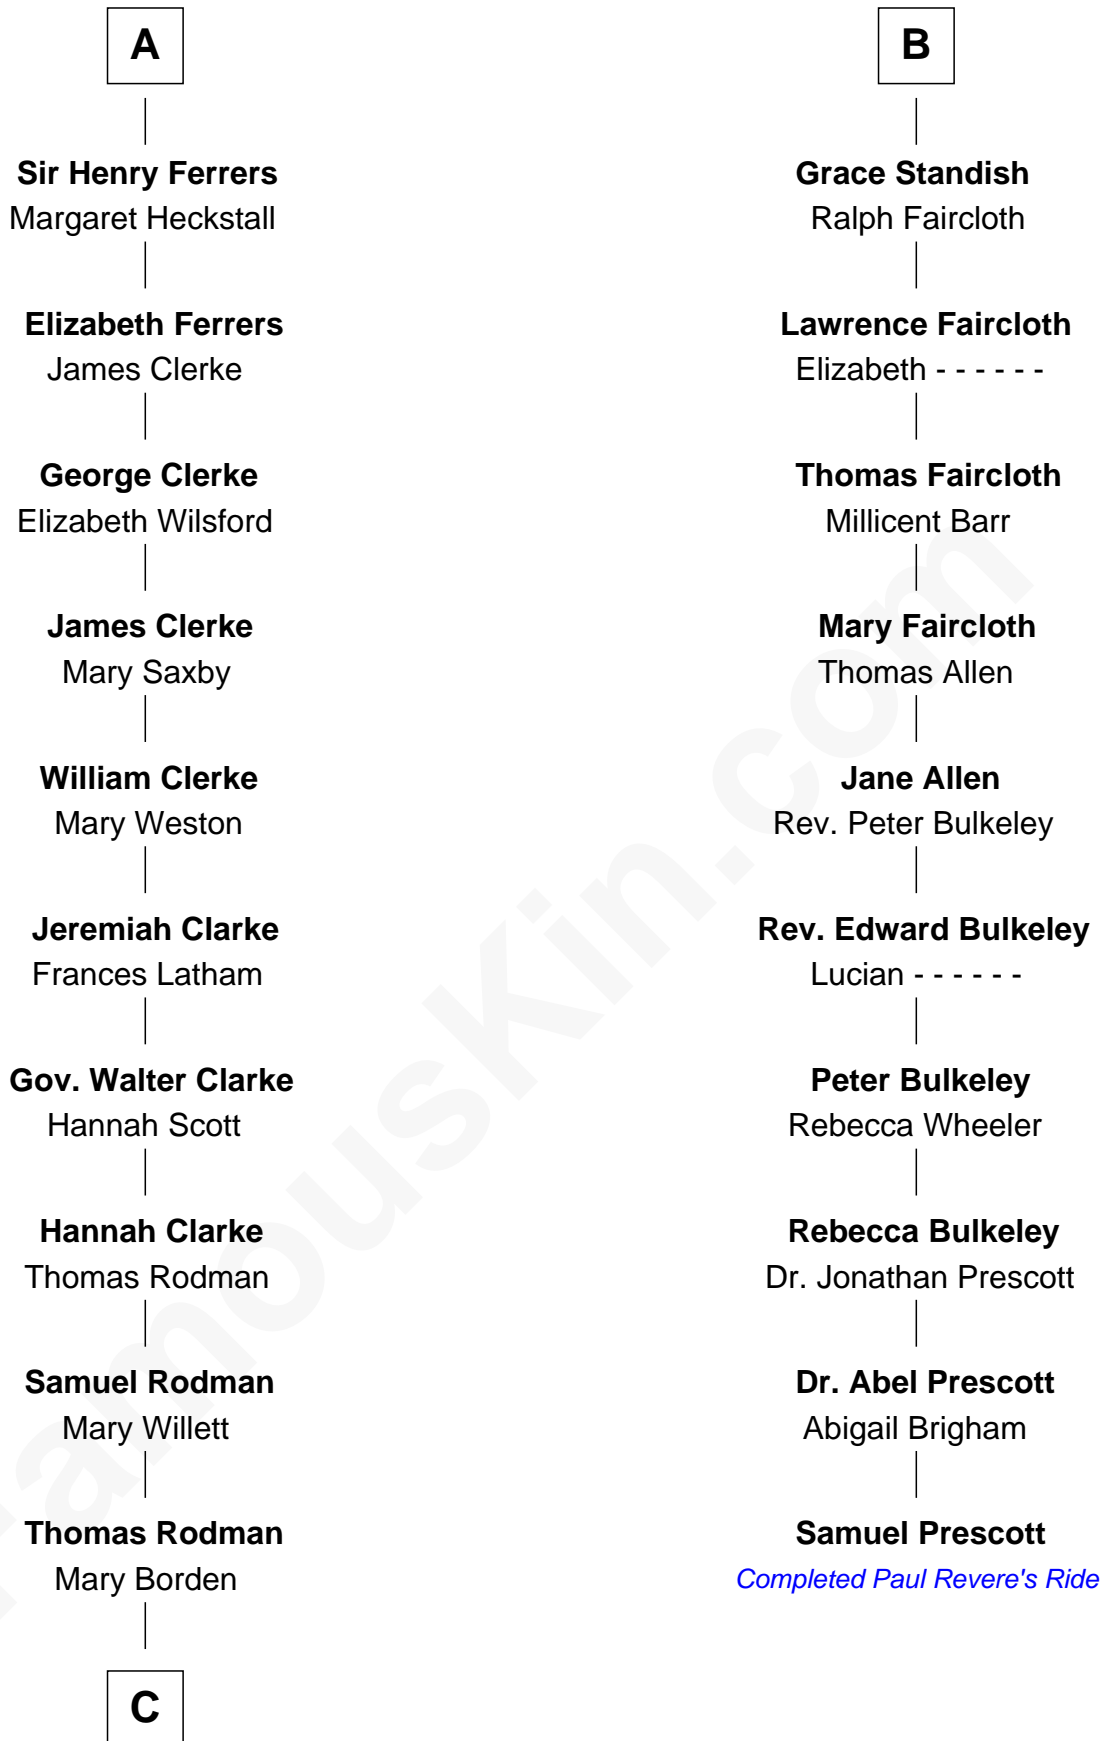 A
Sir Henry Ferrers
Margaret Heckstall
Elizabeth Ferrers
James Clerke
George Clerke
Elizabeth Wilsford
James Clerke
Mary Saxby
William Clerke
Mary Weston
Jeremiah Clarke
Frances Latham
Gov. Walter Clarke
Hannah Scott
Hannah Clarke
Thomas Rodman
Samuel Rodman
Mary Willett
Thomas Rodman
Mary Borden
C
B
Grace Standish
Ralph Faircloth
Lawrence Faircloth
Elizabeth - - - - - -
Thomas Faircloth
Millicent Barr
Mary Faircloth
Thomas Allen
Jane Allen
Rev. Peter Bulkeley
Rev. Edward Bulkeley
Lucian - - - - - -
Peter Bulkeley
Rebecca Wheeler
Rebecca Bulkeley
Dr. Jonathan Prescott
Dr. Abel Prescott
Abigail Brigham
Samuel Prescott
Completed Paul Revere's Ride
FamousKin.com